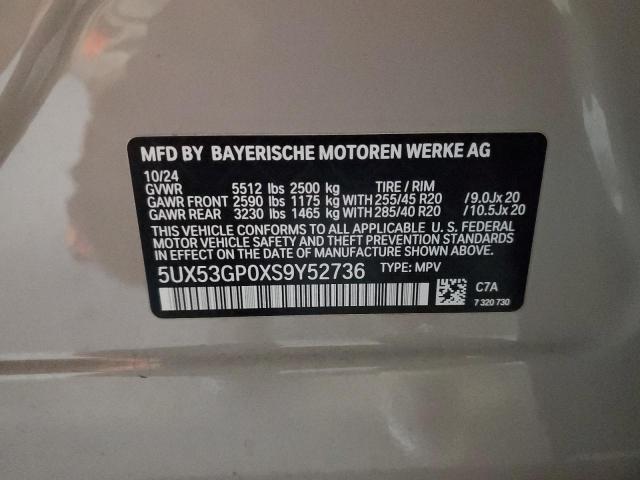 MFD BY BAYERISCHE MOTOREN WERKE AG
10/24
GVWR 5512 lbs 2500 kg TIRE / RIM
GAWR FRONT 2590 lbs 1175 kg WITH 255/45 R20 /9.0Jx 20
GAWR REAR 3230 lbs 1465 kg WITH 285/40 R20 /10.5Jx 20
THIS VEHICLE CONFORMS TO ALL APPLICABLE U. S. FEDERAL
MOTOR VEHICLE SAFETY AND THEFT PREVENTION STANDARDS
IN EFFECT ON THE DATE OF MANUFACTURE SHOWN ABOVE.
5UX53GP0XS9Y52736 TYPE: MPV
C7A
7 320 730